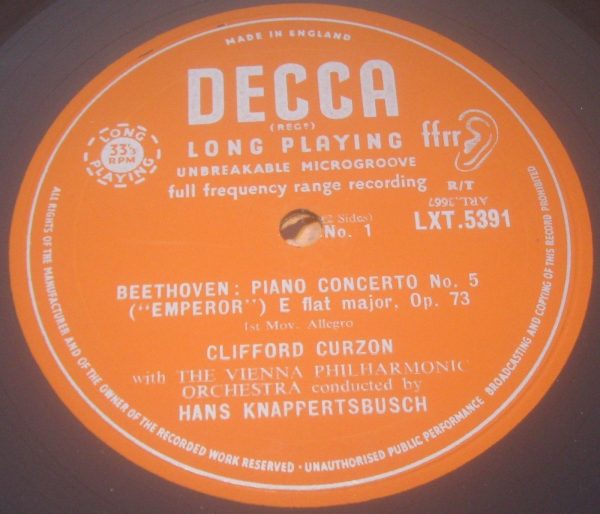 MADE IN ENGLAND
DECCA
(REGD)
LONG PLAYING ffrr
UNBREAKABLE MICROGROOVE
full frequency range recording
LONG PLAYING
33⅓
RPM
R/T
ARL.3667
LXT.5391
Sides)
No. 1
BEETHOVEN: PIANO CONCERTO No. 5
("EMPEROR") E flat major, Op. 73
1st Mov. Allegro
CLIFFORD CURZON
with THE VIENNA PHILHARMONIC
ORCHESTRA conducted by
HANS KNAPPERTSBUSCH
ALL RIGHTS OF THE MANUFACTURER AND OF THE OWNER OF THE RECORDED WORK RESERVED · UNAUTHORISED PUBLIC PERFORMANCE BROADCASTING AND COPYING OF THIS RECORD PROHIBITED